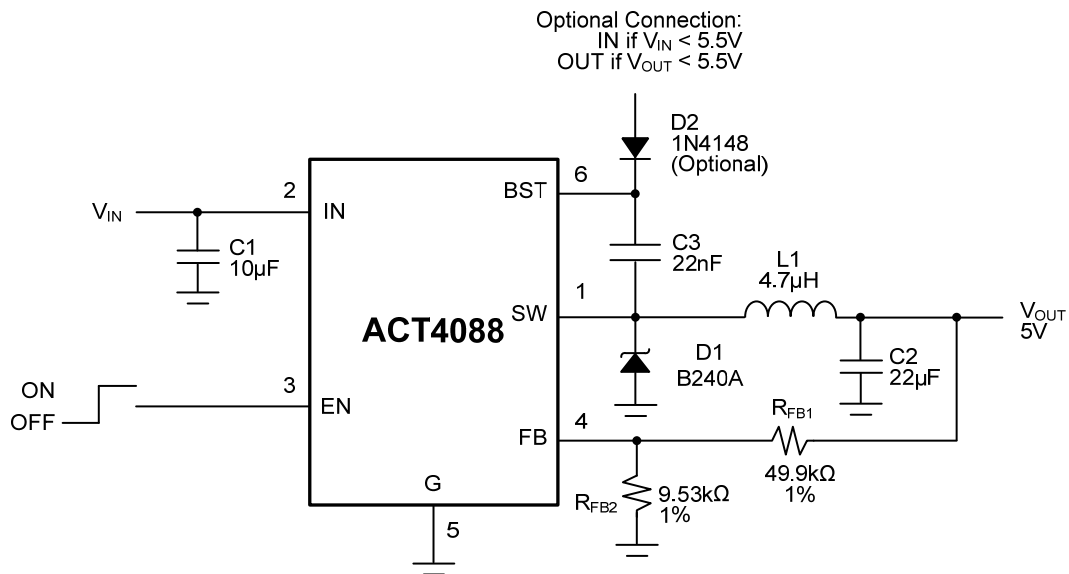 Optional Connection:
IN if VIN < 5.5V
OUT if VOUT < 5.5V
D2
1N4148
(Optional)
6
BST
2
VIN
IN
C1
10µF
C3
22nF
L1
4.7µH
1
SW
ACT4088
VOUT
5V
D1
B240A
C2
22µF
ON
OFF
3
EN
4
FB
RFB1
49.9kΩ
1%
G
RFB2
9.53kΩ
1%
5